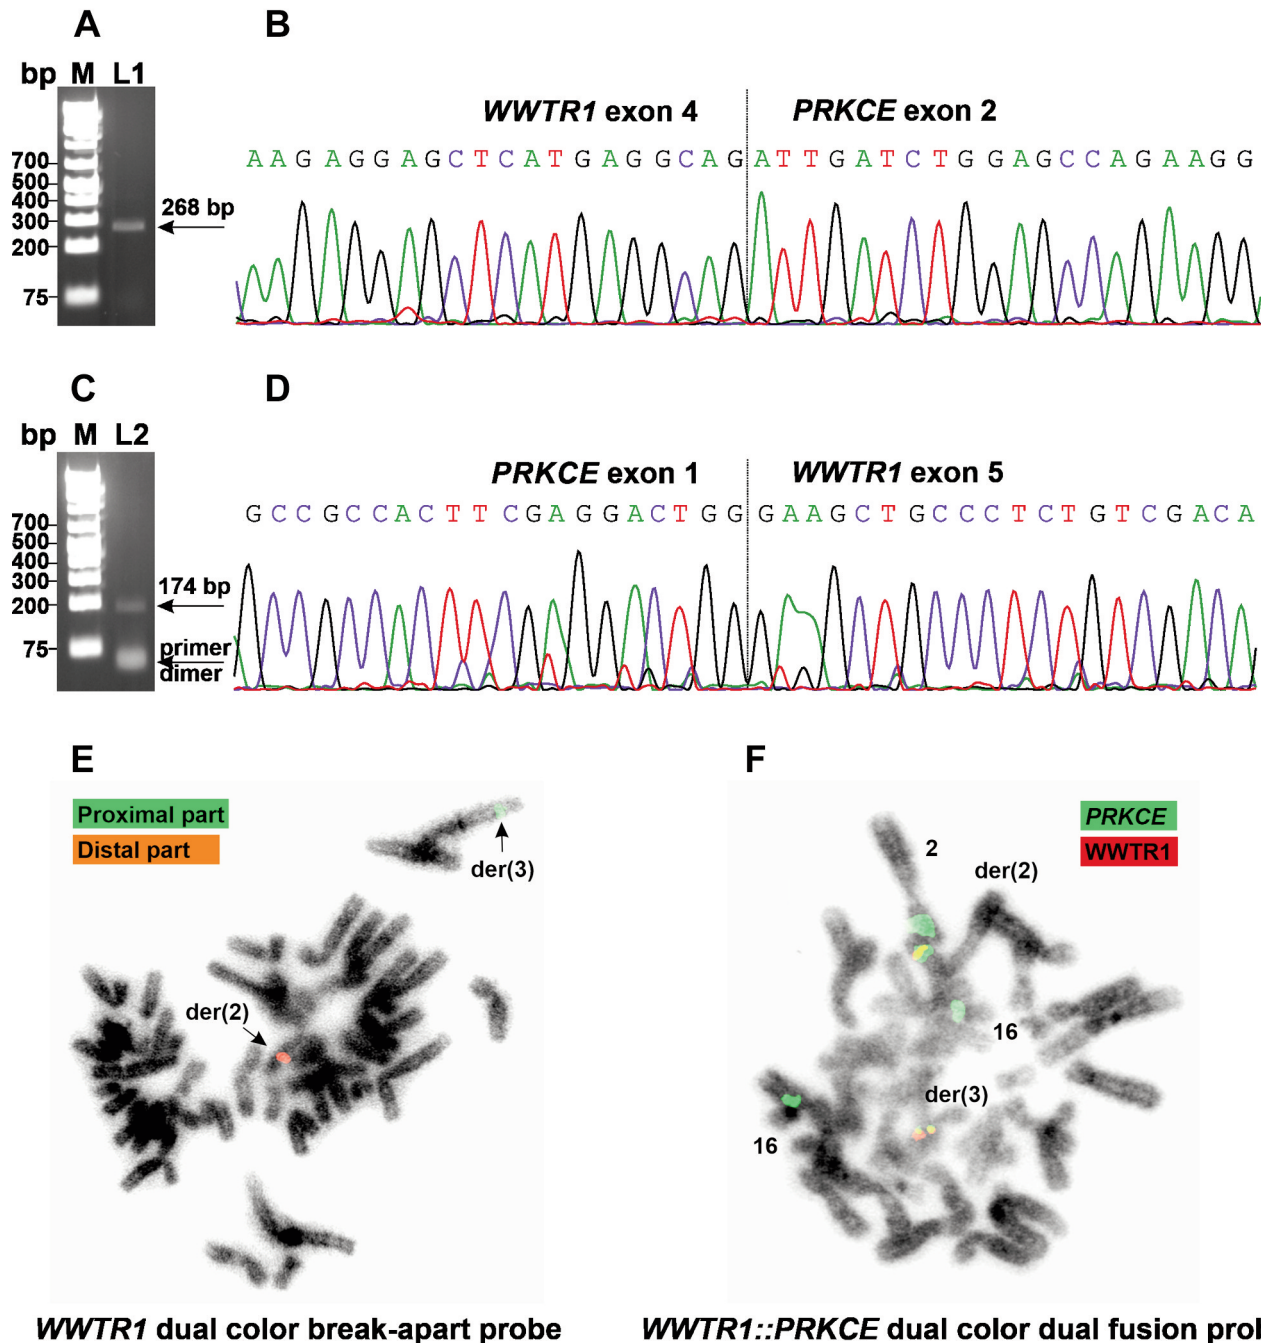 A
B
bp M L1
WWTR1 exon 4
PRKCE exon 2
AAGAGGAGCTCATGAGGCAGATTGATCTGGAGCCAGAAGG
700
500
400
300
200
75
268 bp
C
D
bp M L2
PRKCE exon 1
WWTR1 exon 5
GCCGCCACTTCGAGGACTGGGAAGCTGCCCTCTGTCGACA
700
500
400
300
200
75
174 bp
primer
dimer
E
Proximal part
Distal part
der(3)
der(2)
WWTR1 dual color break-apart probe
F
PRKCE
WWTR1
2
der(2)
16
der(3)
16
WWTR1::PRKCE dual color dual fusion prol